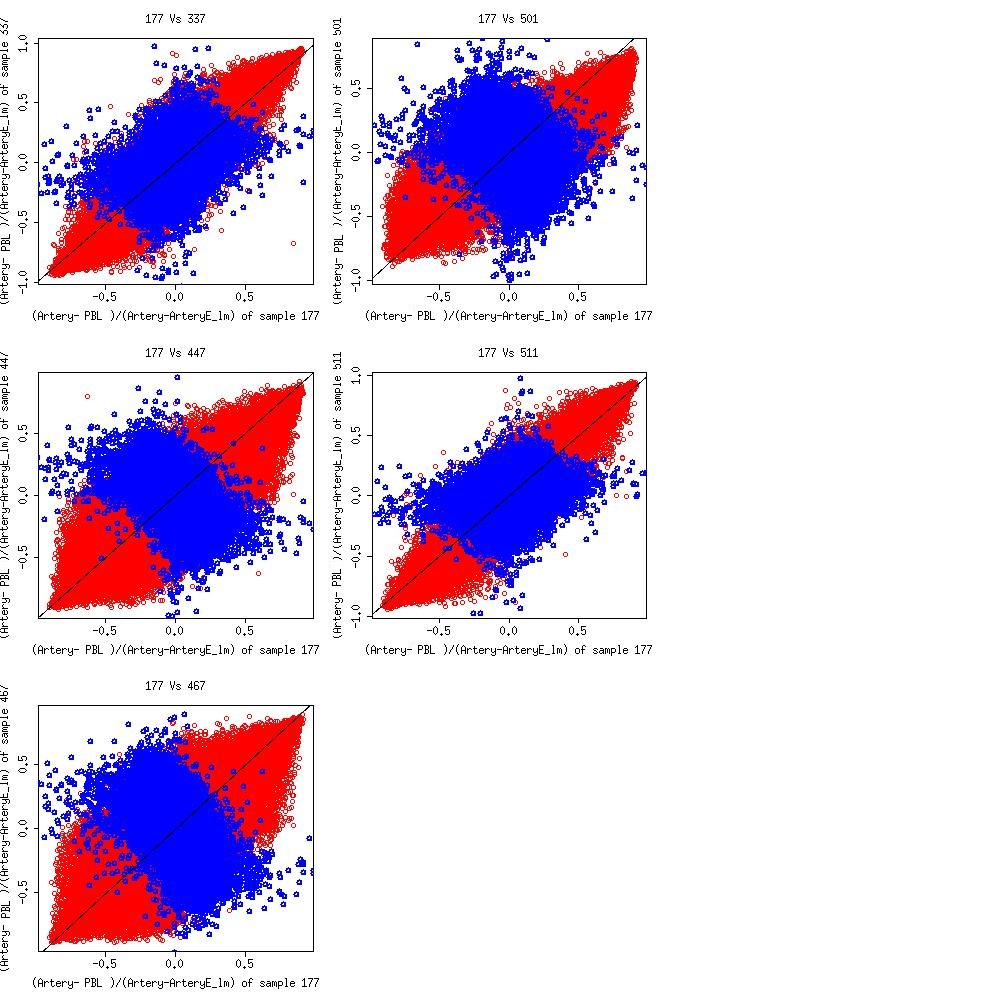 177 Vs 337
(Artery- PBL )/(Artery-ArteryE_lm) of sample 337
1.0
0.5
0.0
-0.5
-1.0
-0.5 0.0 0.5
(Artery- PBL )/(Artery-ArteryE_lm) of sample 177
177 Vs 501
(Artery- PBL )/(Artery-ArteryE_lm) of sample 501
0.5
0.0
-0.5
-1.0
-0.5 0.0 0.5
(Artery- PBL )/(Artery-ArteryE_lm) of sample 177
177 Vs 447
(Artery- PBL )/(Artery-ArteryE_lm) of sample 447
0.5
0.0
-0.5
-0.5 0.0 0.5
(Artery- PBL )/(Artery-ArteryE_lm) of sample 177
177 Vs 511
(Artery- PBL )/(Artery-ArteryE_lm) of sample 511
1.0
0.5
0.0
-0.5
-1.0
-0.5 0.0 0.5
(Artery- PBL )/(Artery-ArteryE_lm) of sample 177
177 Vs 467
(Artery- PBL )/(Artery-ArteryE_lm) of sample 467
0.5
0.0
-0.5
-0.5 0.0 0.5
(Artery- PBL )/(Artery-ArteryE_lm) of sample 177